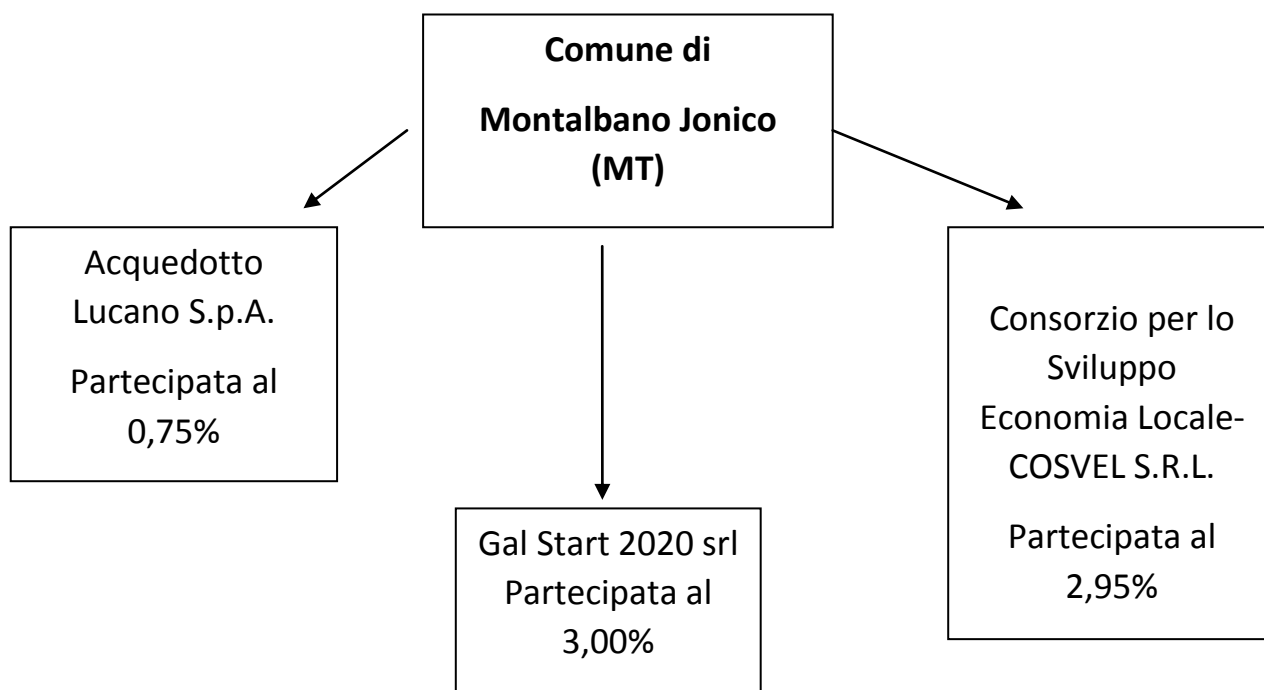 Comune di
Montalbano Jonico
(MT)
Acquedotto
Lucano S.p.A.
Partecipata al
0,75%
Gal Start 2020 srl
Partecipata al
3,00%
Consorzio per lo
Sviluppo
Economia Locale-
COSVEL S.R.L.
Partecipata al
2,95%